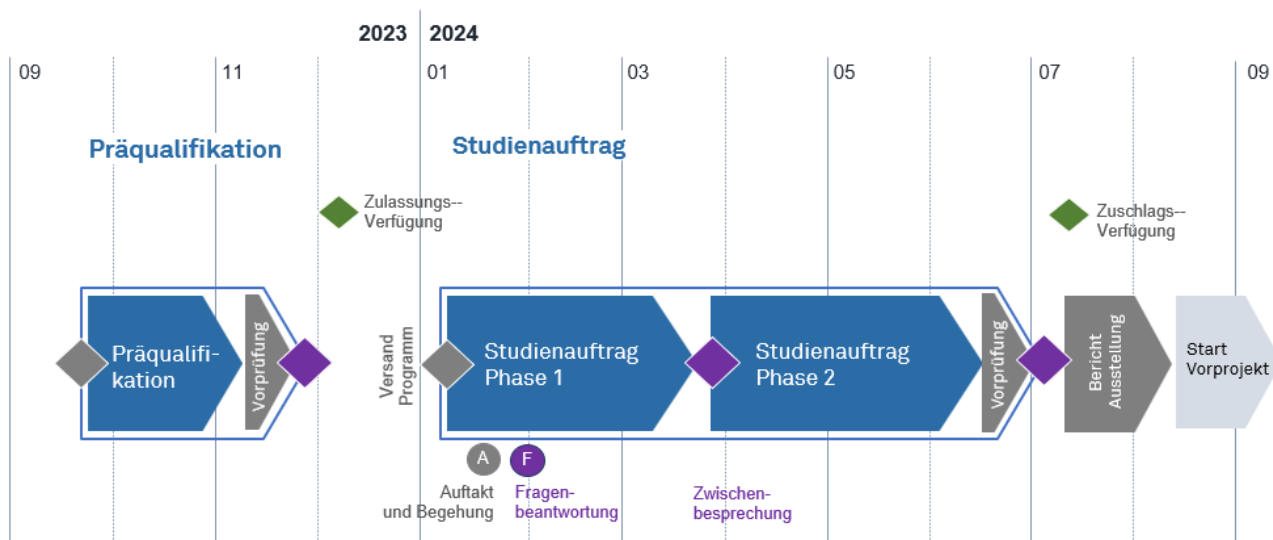 2023 2024
09 11 01 03 05 07 09
Präqualifikation
Studienauftrag
Zulassungs--
Verfügung
Zuschlags--
Verfügung
Präqualifi-
kation
Vorprüfung
Versand
Programm
Studienauftrag
Phase 1
Studienauftrag
Phase 2
Vorprüfung
Bericht
Ausstellung
Start
Vorprojekt
A
Auftakt
und Begehung
F
Fragen-
beantwortung
Zwischen-
besprechung